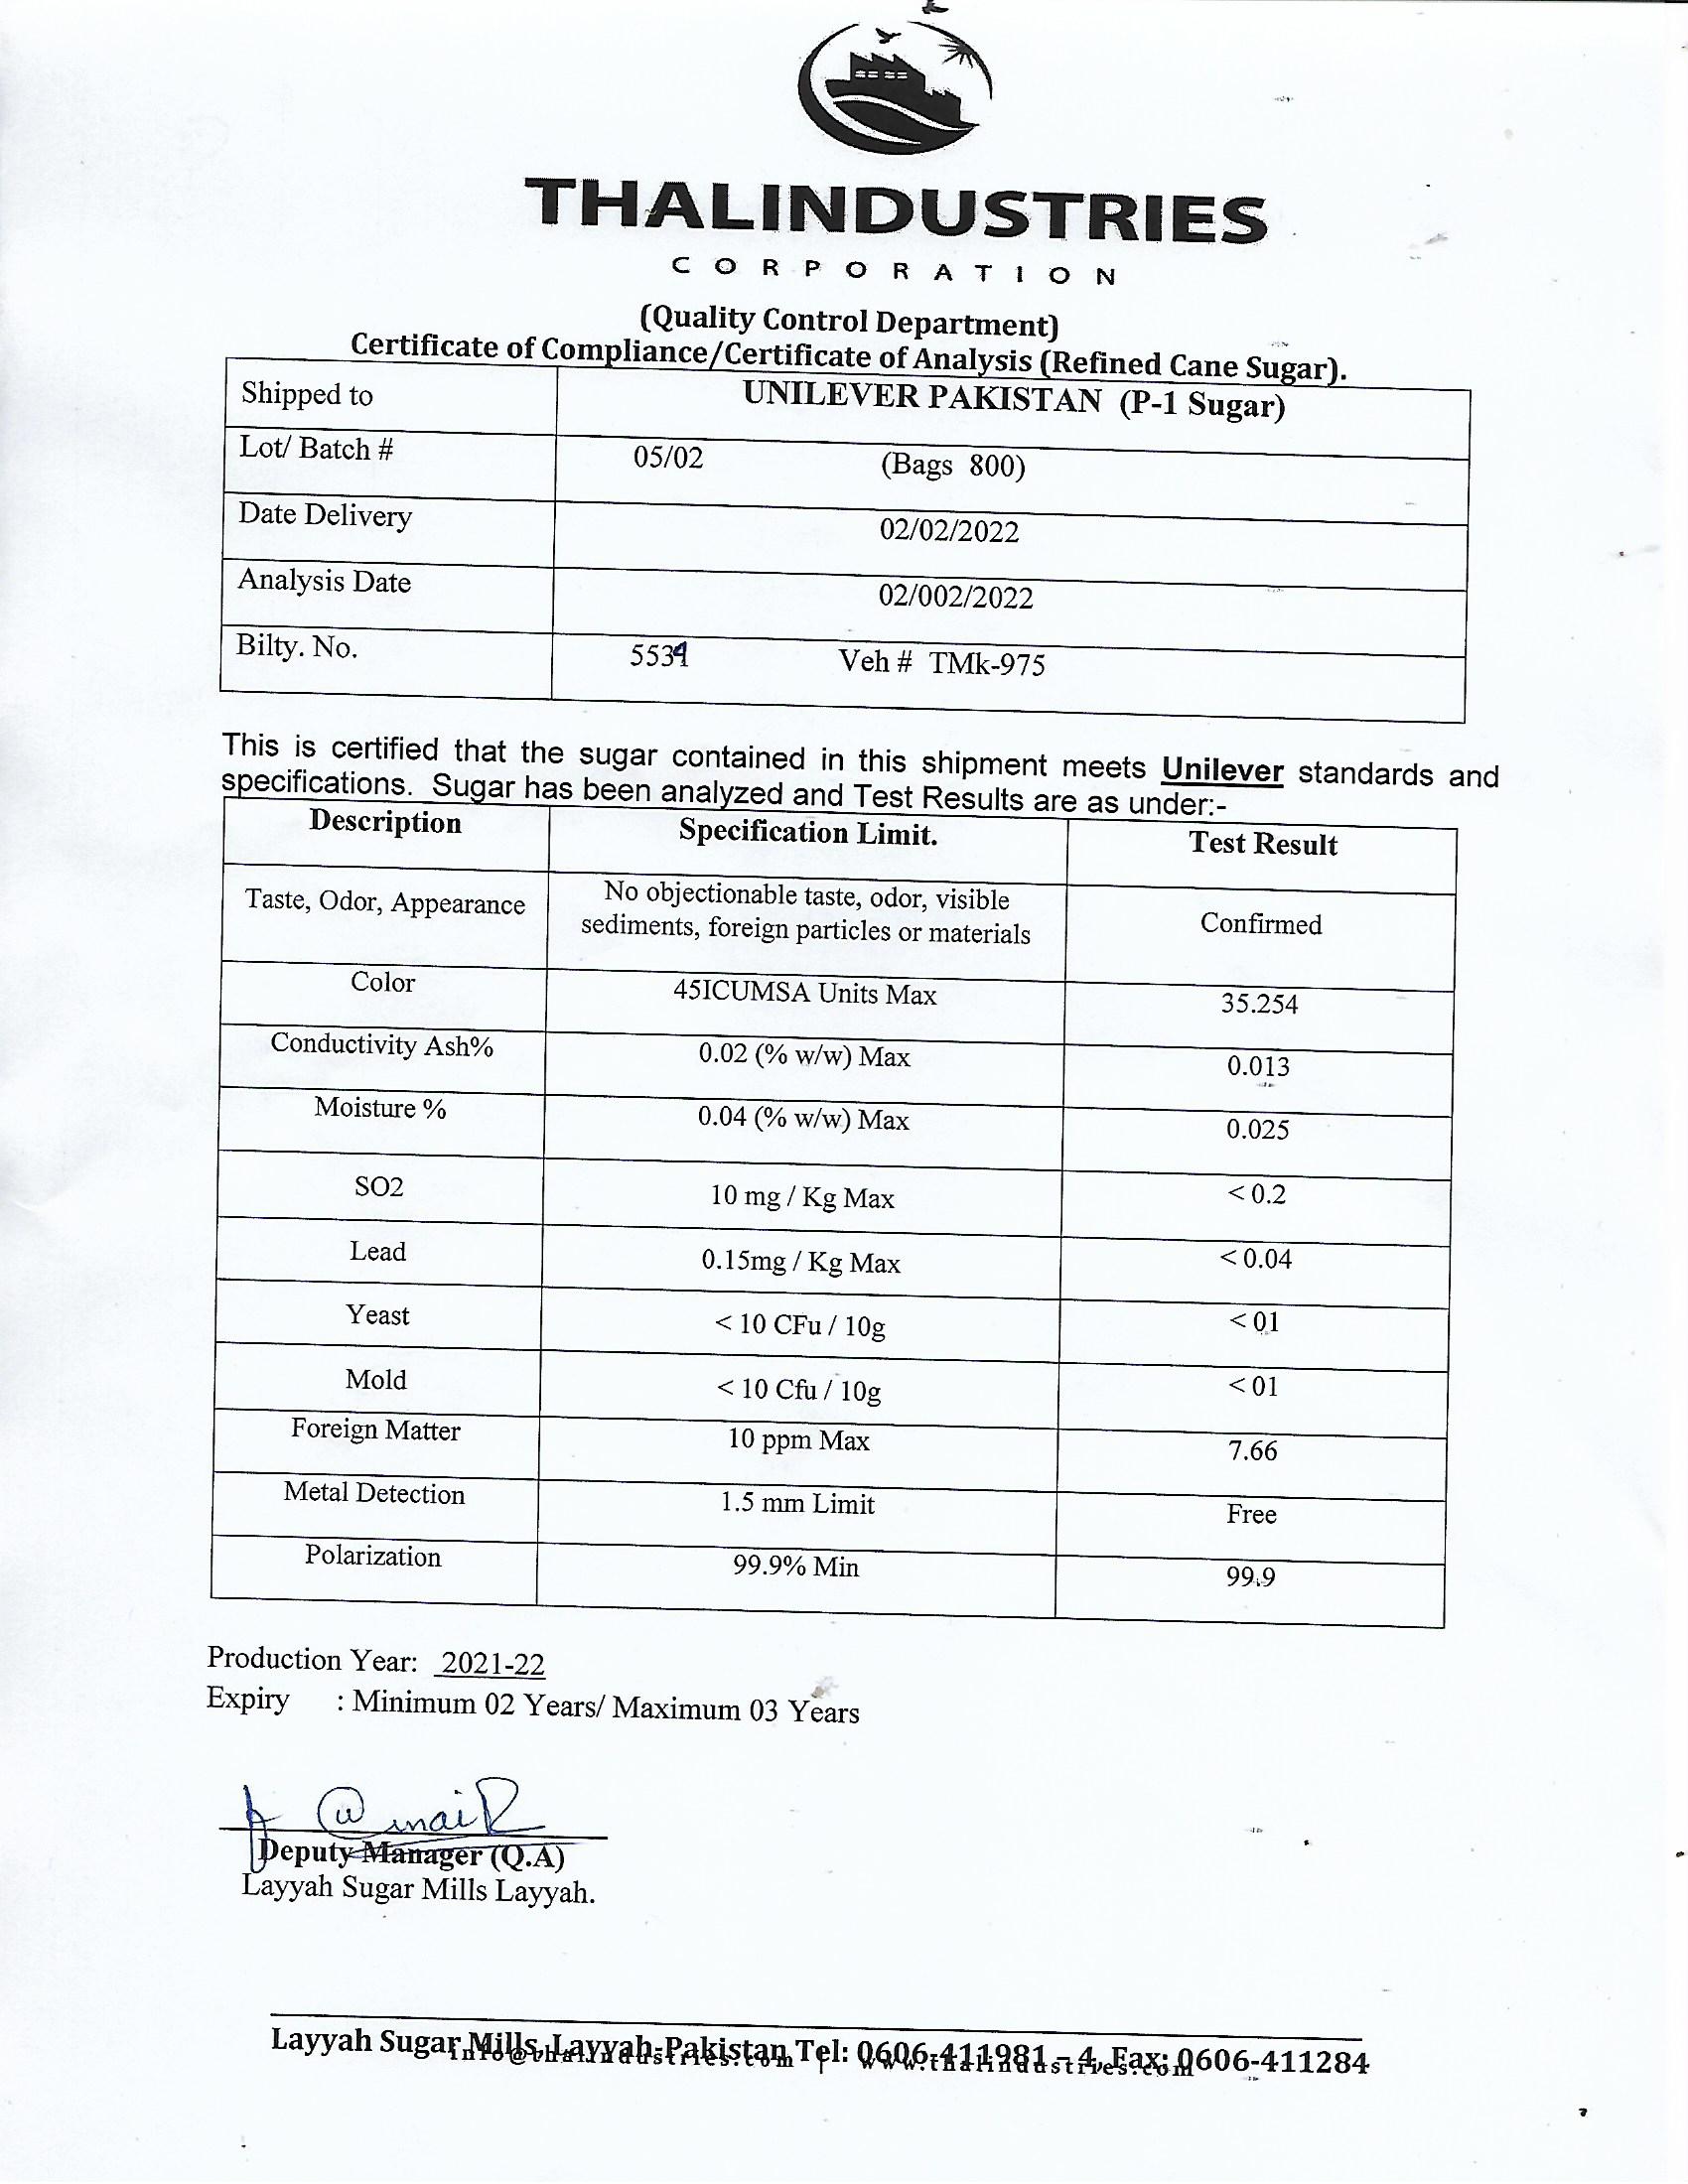 THALINDUSTRIES
CORPORATION
(Quality Control Department)
Certificate of Compliance/Certificate of Analysis (Refined Cane Sugar).
Shipped to UNILEVER PAKISTAN (P-1 Sugar)
Lot/ Batch # 05/02 (Bags 800)
Date Delivery 02/02/2022
Analysis Date 02/002/2022
Bilty. No. 5534 Veh # TMk-975
This is certified that the sugar contained in this shipment meets Unilever standards and
specifications. Sugar has been analyzed and Test Results are as under:-
Description Specification Limit. Test Result
Taste, Odor, Appearance No objectionable taste, odor, visible
sediments, foreign particles or materials Confirmed
Color 45ICUMSA Units Max 35.254
Conductivity Ash% 0.02 (% w/w) Max 0.013
Moisture % 0.04 (% w/w) Max 0.025
SO2 10 mg / Kg Max < 0.2
Lead 0.15mg / Kg Max < 0.04
Yeast < 10 CFu / 10g < 01
Mold < 10 Cfu / 10g < 01
Foreign Matter 10 ppm Max 7.66
Metal Detection 1.5 mm Limit Free
Polarization 99.9% Min 99.9
Production Year: 2021-22
Expiry : Minimum 02 Years/ Maximum 03 Years
Deputy Manager (Q.A)
Layyah Sugar Mills Layyah.
Layyah Sugar Mills, Layyah-Pakistan Tel: 0606-411981 – 4, Fax: 0606-411284
info@thalindustries.com | www.thalindustries.com